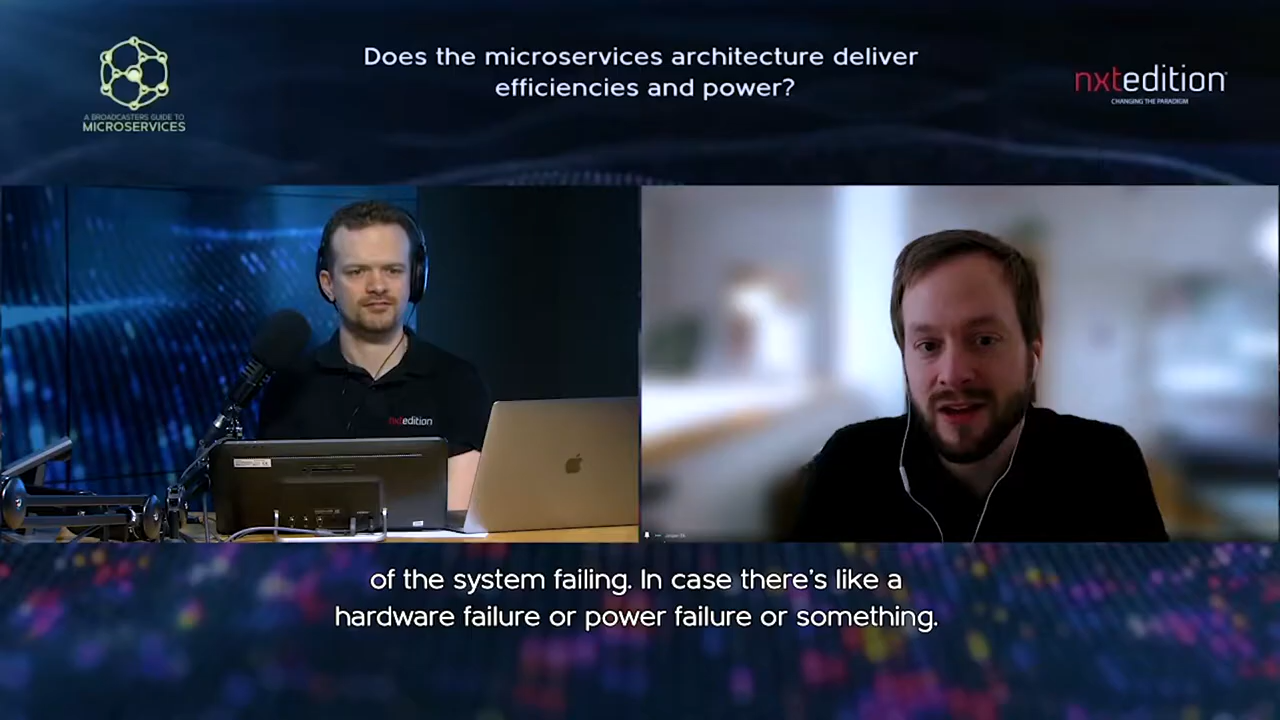 Does the microservices architecture deliver
efficiencies and power?
A BROADCASTERS GUIDE TO
MICROSERVICES
nxtedition
CHANGING THE PARADIGM
nxtedition
of the system failing. In case there's like a
hardware failure or power failure or something.